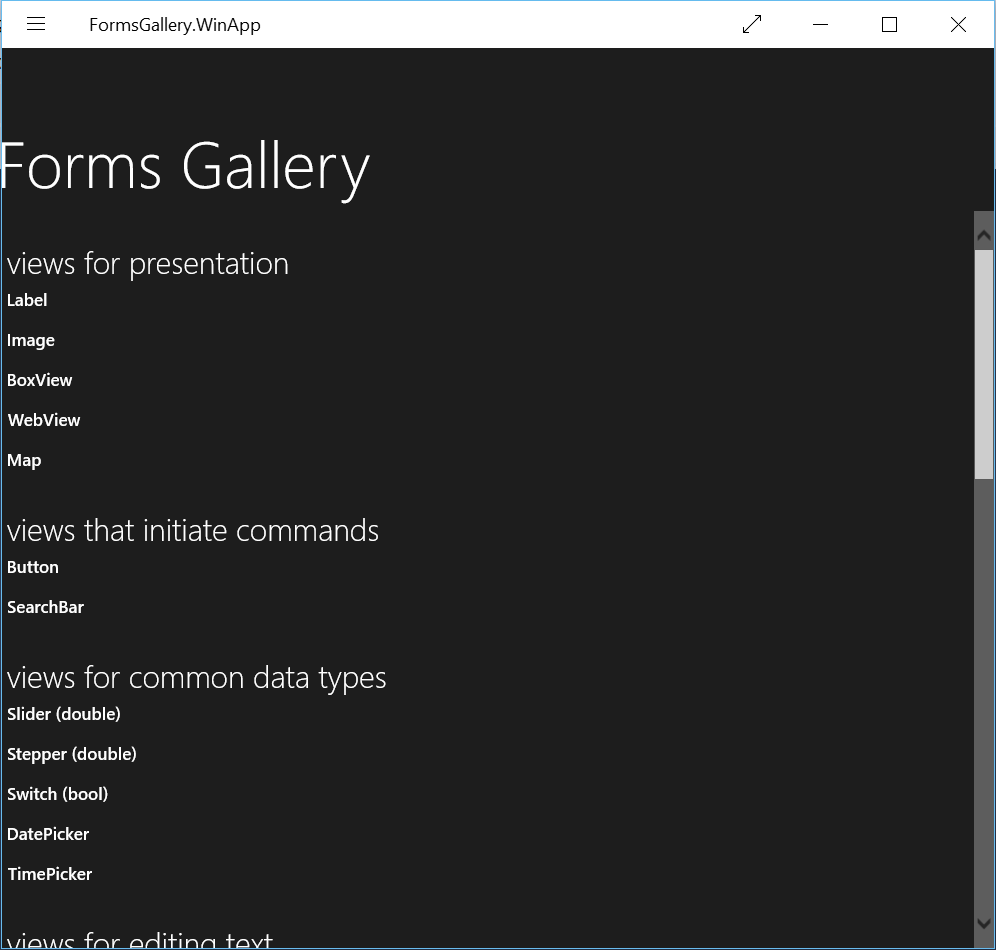 FormsGallery.WinApp
Forms Gallery
views for presentation
Label
Image
BoxView
WebView
Map
views that initiate commands
Button
SearchBar
views for common data types
Slider (double)
Stepper (double)
Switch (bool)
DatePicker
TimePicker
views for editing text